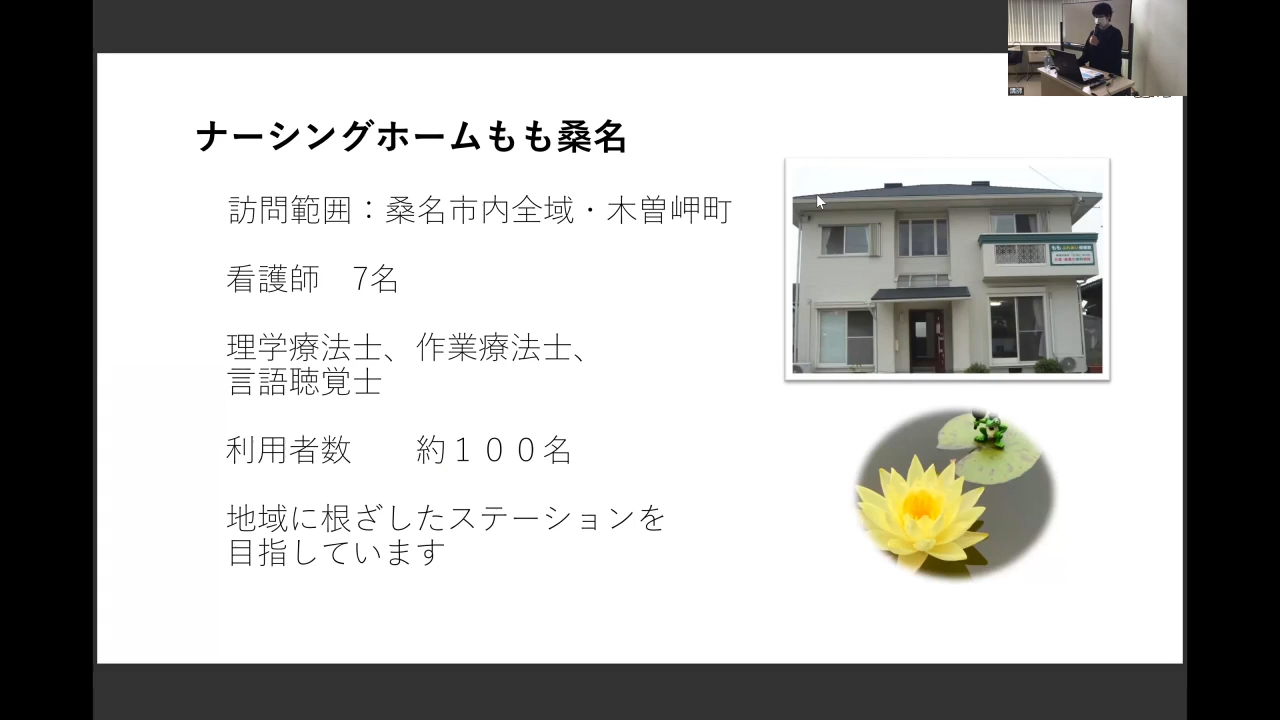 ナーシングホームもも桑名
訪問範囲：桑名市内全域・木曽岬町
看護師　7名
理学療法士、作業療法士、
言語聴覚士
利用者数　　約１００名
地域に根ざしたステーションを
目指しています